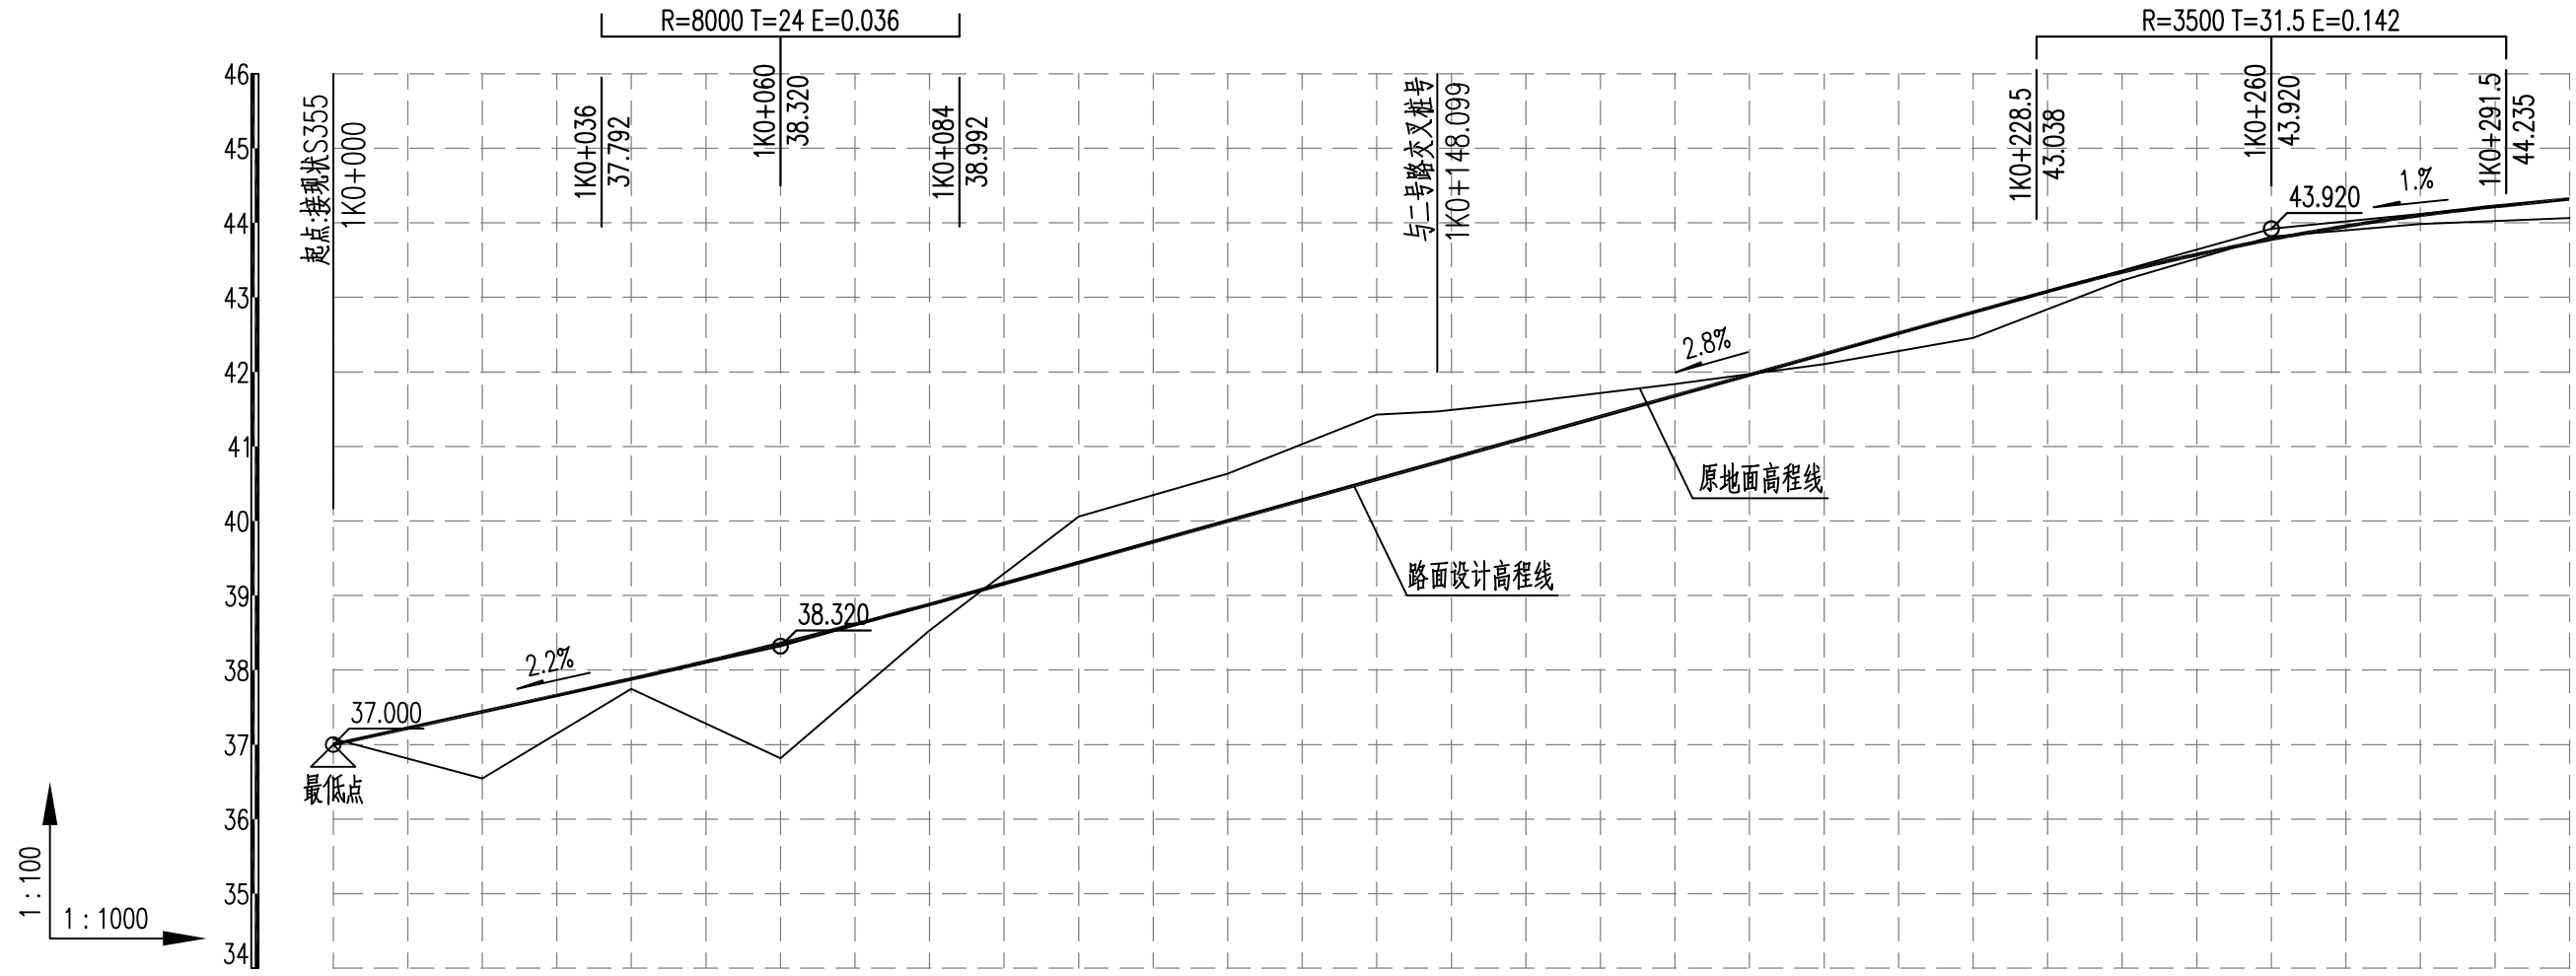 R=8000 T=24 E=0.036
R=3500 T=31.5 E=0.142
46
45
44
43
42
41
40
39
38
37
36
35
34
起点:接现状S355
1K0+000
1K0+036
37.792
1K0+060
38.320
1K0+084
38.992
与二号路交叉桩号
1K0+148.099
1K0+228.5
43.038
1K0+260
43.920
1K0+291.5
44.235
43.920
1.%
2.8%
原地面高程线
路面设计高程线
38.320
2.2%
37.000
最低点
1:100
1:1000